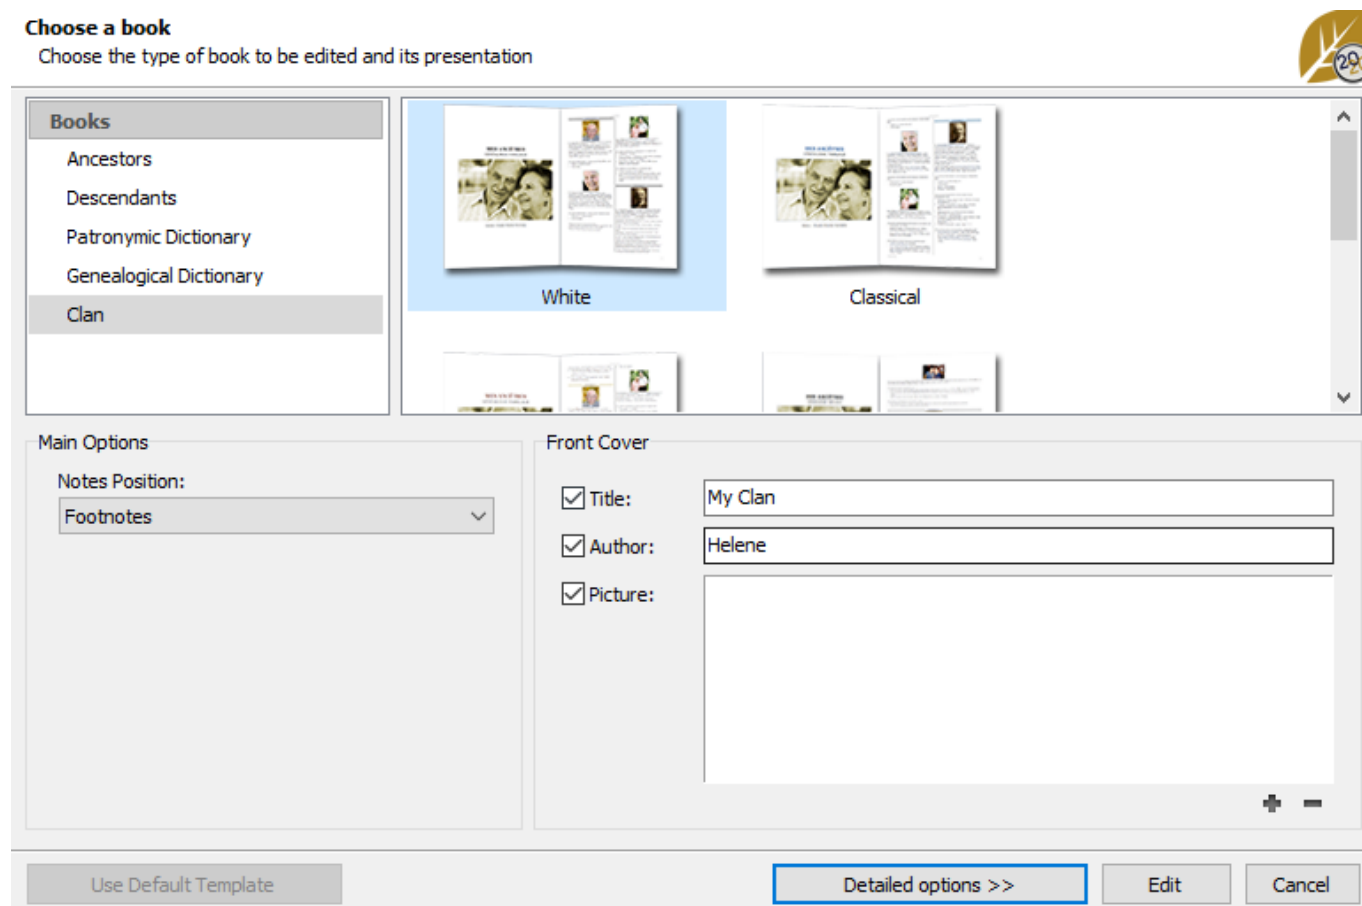 Choose a book
Choose the type of book to be edited and its presentation
Books
Ancestors
Descendants
Patronymic Dictionary
Genealogical Dictionary
Clan
White
Classical
Main Options
Notes Position:
Footnotes
Front Cover
Title:
My Clan
Author:
Helene
Picture:
Use Default Template
Detailed options >>
Edit
Cancel